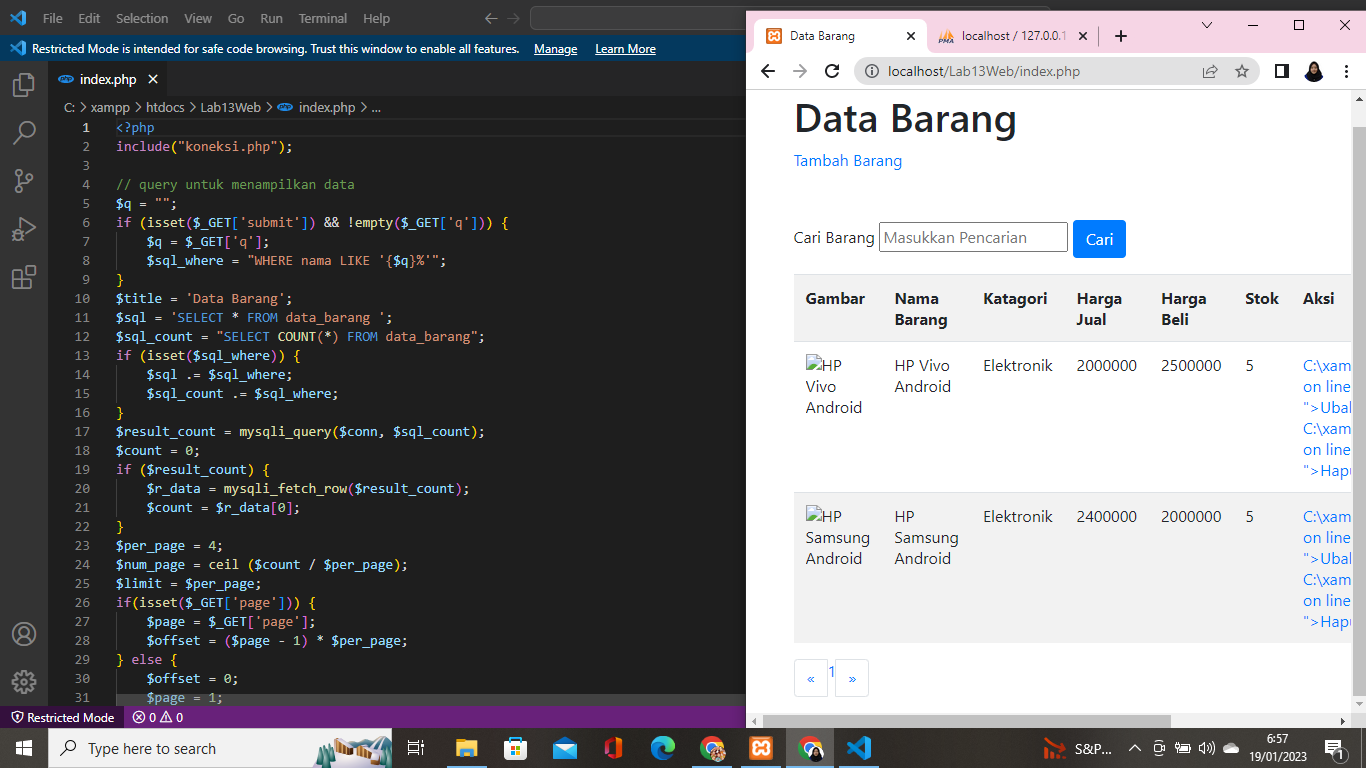 File Edit Selection View Go Run Terminal Help
Restricted Mode is intended for safe code browsing. Trust this window to enable all features. Manage Learn More
index.php
C: > xampp > htdocs > Lab13Web > index.php > ...
1 <?php
2 include("koneksi.php");
3
4 // query untuk menampilkan data
5 $q = "";
6 if (isset($_GET['submit']) && !empty($_GET['q'])) {
7 $q = $_GET['q'];
8 $sql_where = "WHERE nama LIKE '{$q}%'";
9 }
10 $title = 'Data Barang';
11 $sql = 'SELECT * FROM data_barang ';
12 $sql_count = "SELECT COUNT(*) FROM data_barang";
13 if (isset($sql_where)) {
14 $sql .= $sql_where;
15 $sql_count .= $sql_where;
16 }
17 $result_count = mysqli_query($conn, $sql_count);
18 $count = 0;
19 if ($result_count) {
20 $r_data = mysqli_fetch_row($result_count);
21 $count = $r_data[0];
22 }
23 $per_page = 4;
24 $num_page = ceil ($count / $per_page);
25 $limit = $per_page;
26 if(isset($_GET['page'])) {
27 $page = $_GET['page'];
28 $offset = ($page - 1) * $per_page;
29 } else {
30 $offset = 0;
31 $page = 1;
Restricted Mode 0 0
Data Barang
PMA localhost / 127.0.0.1
localhost/Lab13Web/index.php
Data Barang
Tambah Barang
Cari Barang Masukkan Pencarian Cari
Gambar Nama Barang Katagori Harga Jual Harga Beli Stok Aksi
HP Vivo Android HP Vivo Android Elektronik 2000000 2500000 5
C:\xam
on line
">Ubal
C:\xam
on line
">Hapu
HP Samsung Android HP Samsung Android Elektronik 2400000 2000000 5
C:\xam
on line
">Ubal
C:\xam
on line
">Hapu
« 1 »
Type here to search
S&P...
6:57
19/01/2023
1